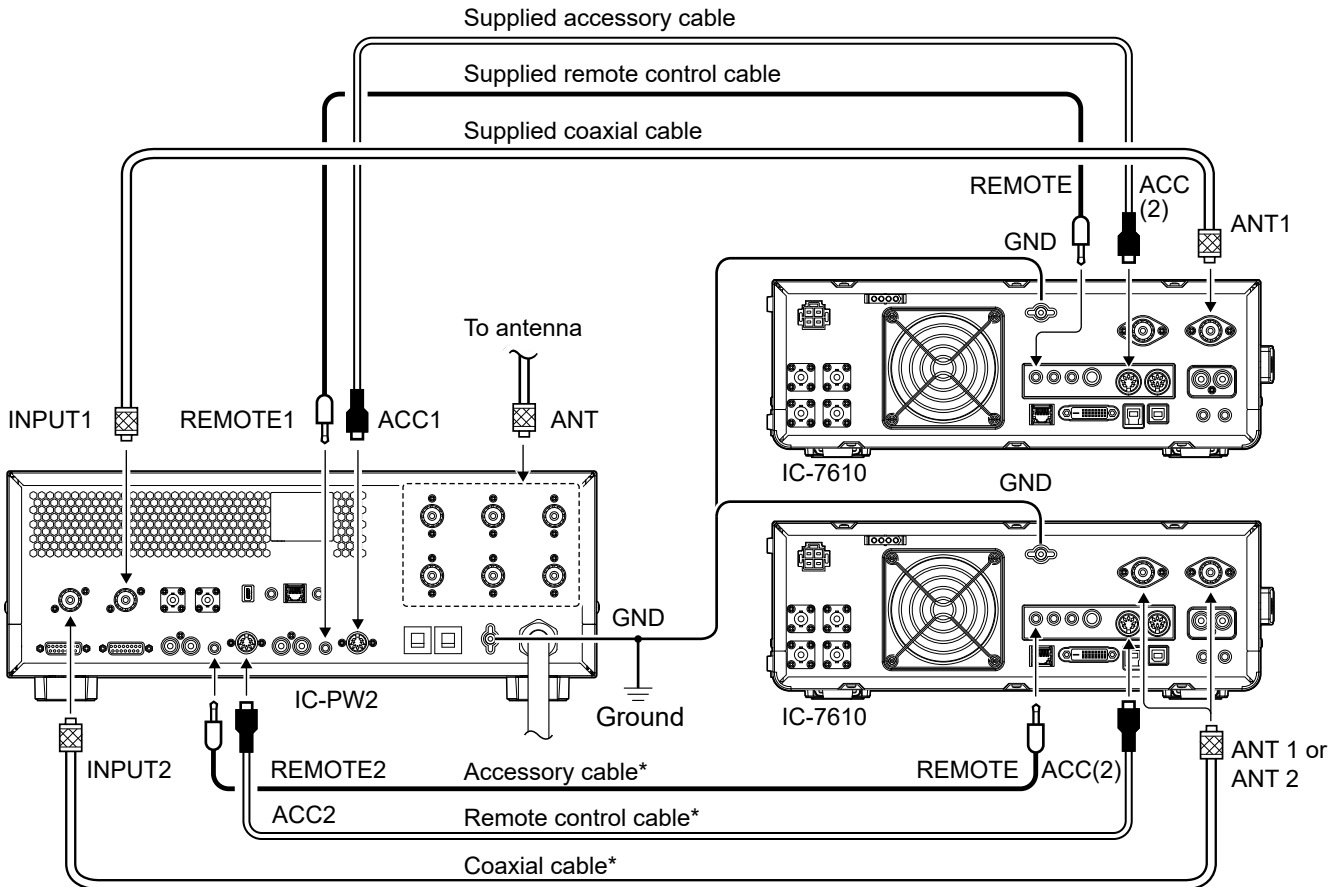 Supplied accessory cable
Supplied remote control cable
Supplied coaxial cable
REMOTE
ACC
(2)
ANT1
GND
To antenna
INPUT1
REMOTE1
ACC1
ANT
IC-7610
GND
GND
IC-PW2
Ground
IC-7610
INPUT2
REMOTE2
Accessory cable*
REMOTE
ACC(2)
ANT 1 or
ANT 2
ACC2
Remote control cable*
Coaxial cable*